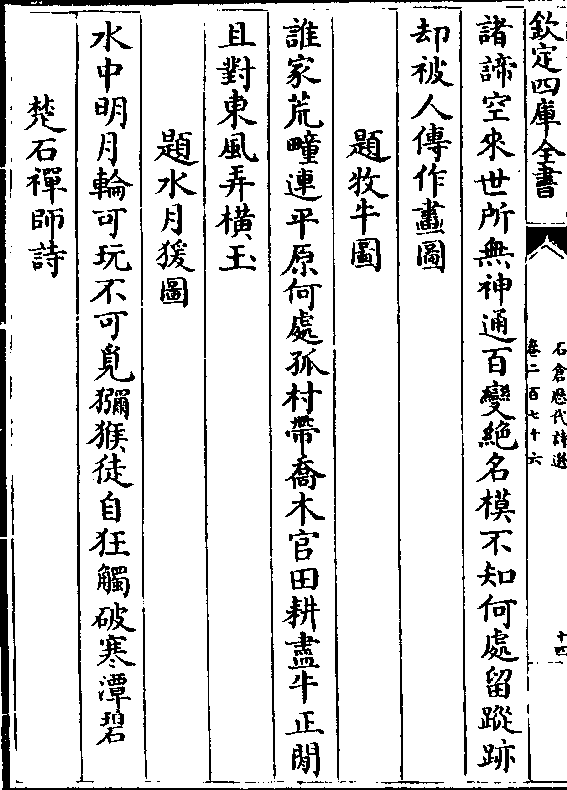 欽定四庫全書
石倉歷代詩選
卷二百七十六
十四
諸諦空來世所無神通百變絶名模不知何處留蹤跡
却被人傳作畫圖
題牧牛圖
誰家荒疃連平原何處孤村帶喬木官田耕盡牛正閒
且對東風弄橫玉
題水月猨圖
水中明月輪可玩不可覓獼猴徒自狂觸破寒潭碧
楚石禪師詩